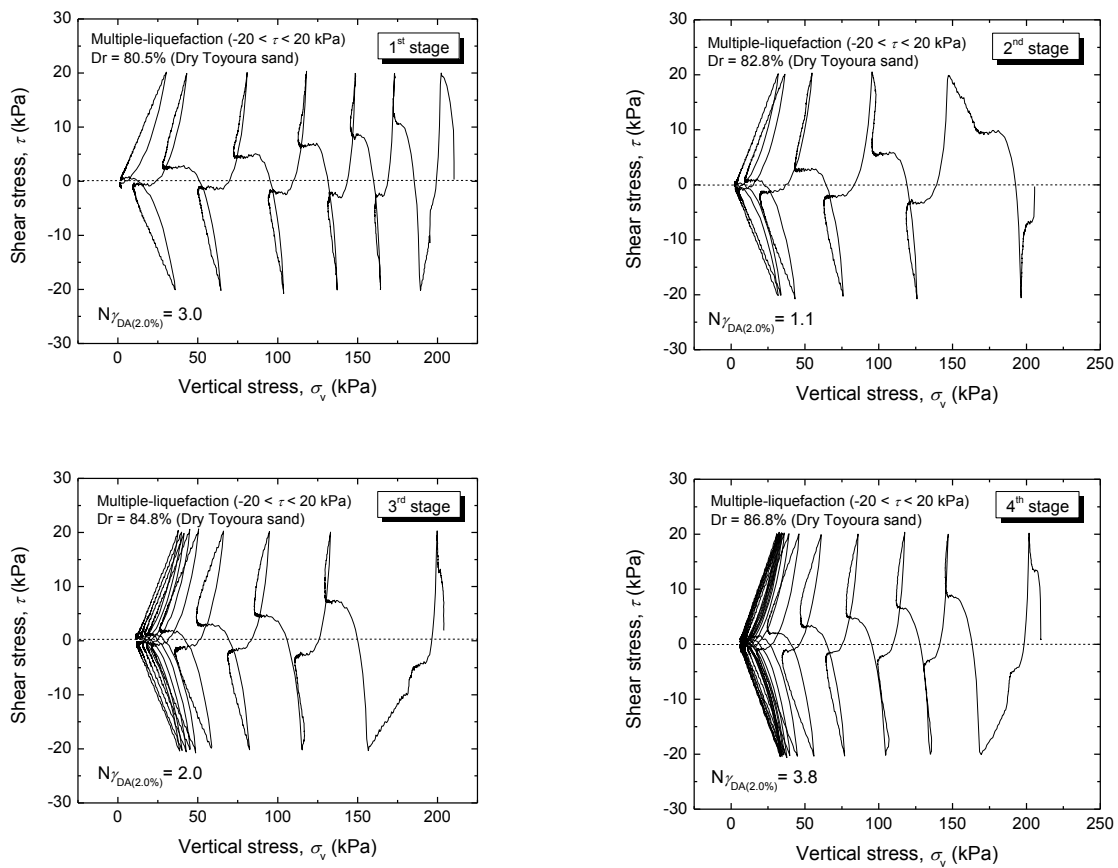 Multiple-liquefaction (-20 < τ < 20 kPa)
Dr = 80.5% (Dry Toyoura sand)
1st stage
NγDA(2.0%)= 3.0
Shear stress, τ (kPa)
30
20
10
0
-10
-20
-30
0 50 100 150 200
Vertical stress, σv (kPa)
Multiple-liquefaction (-20 < τ < 20 kPa)
Dr = 82.8% (Dry Toyoura sand)
2nd stage
NγDA(2.0%)= 1.1
Shear stress, τ (kPa)
30
20
10
0
-10
-20
-30
0 50 100 150 200 250
Vertical stress, σv (kPa)
Multiple-liquefaction (-20 < τ < 20 kPa)
Dr = 84.8% (Dry Toyoura sand)
3rd stage
NγDA(2.0%)= 2.0
Shear stress, τ (kPa)
30
20
10
0
-10
-20
-30
0 50 100 150 200
Vertical stress, σv (kPa)
Multiple-liquefaction (-20 < τ < 20 kPa)
Dr = 86.8% (Dry Toyoura sand)
4th stage
NγDA(2.0%)= 3.8
Shear stress, τ (kPa)
30
20
10
0
-10
-20
-30
0 50 100 150 200 250
Vertical stress, σv (kPa)